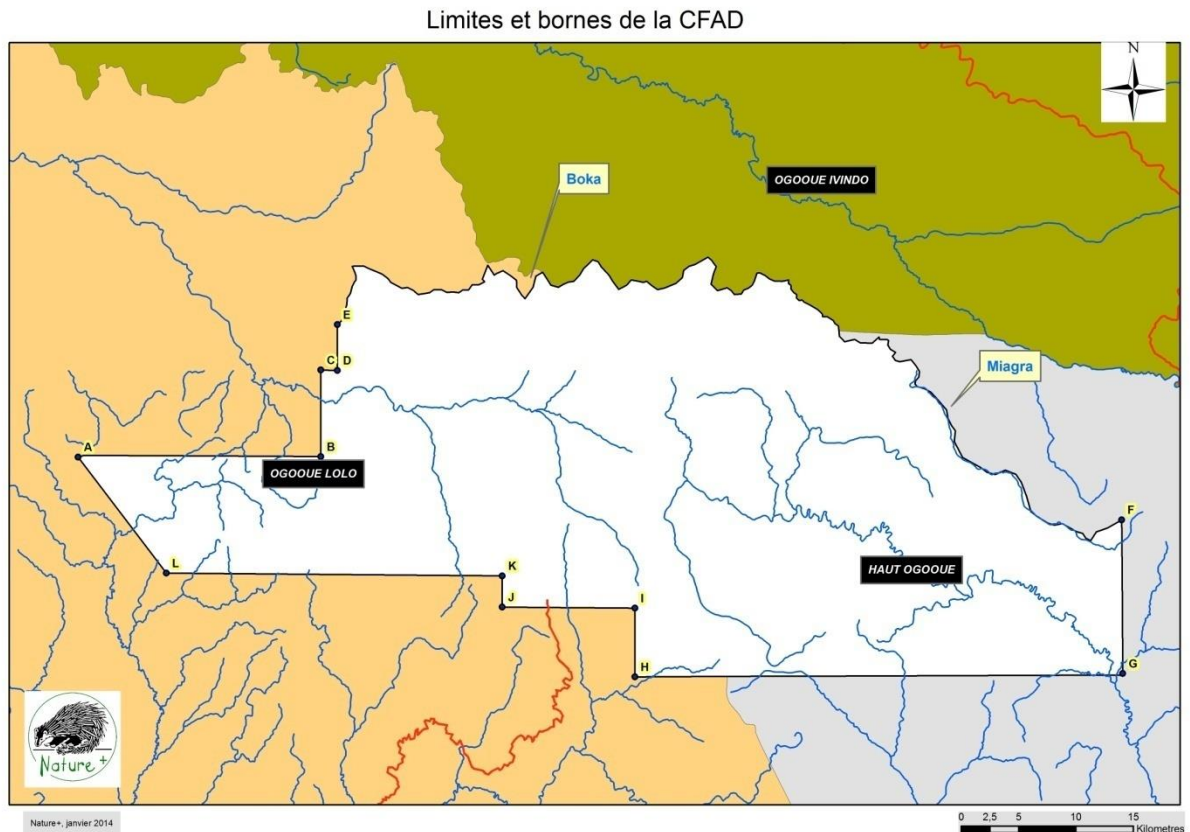 Limites et bornes de la CFAD
N
Boka
OGOOUE IVINDO
E
C D
Miagra
A
B
OGOOUE LOLO
F
HAUT OGOOUE
L
K
J
I
H
G
Nature+
Nature+, janvier 2014
0 2,5 5 10 15
Kilometres